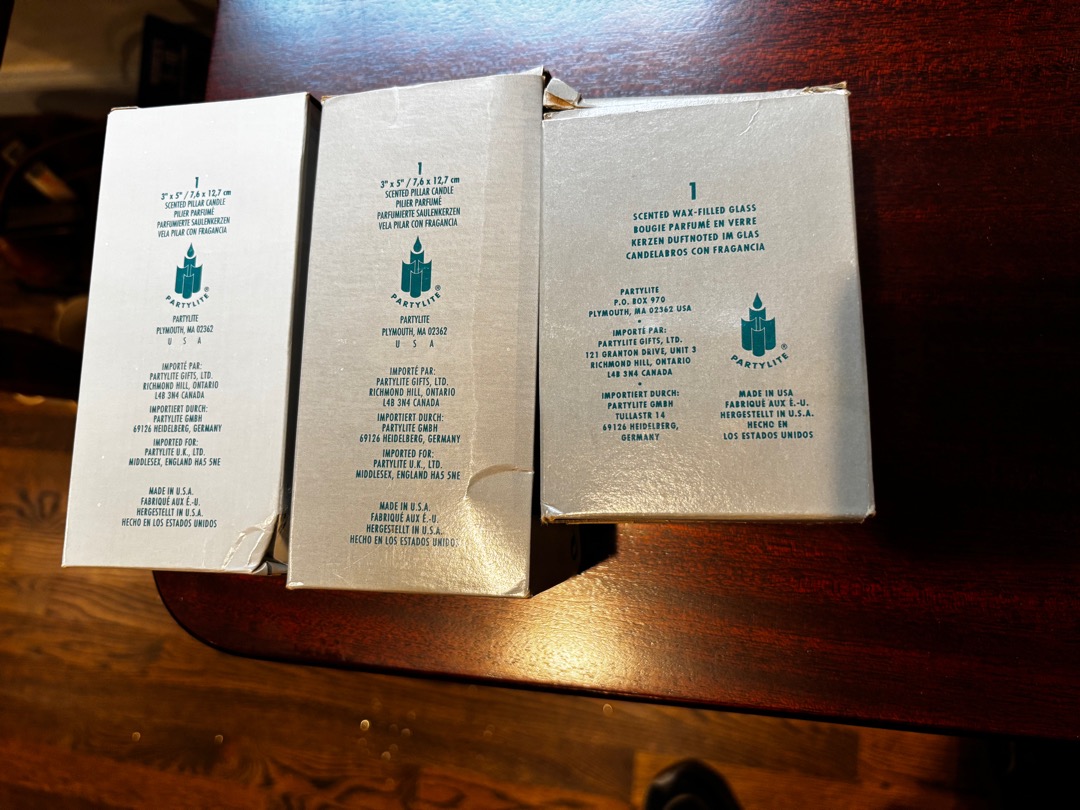 1
3" x 5" / 7,6 x 12,7 cm
SCENTED PILLAR CANDLE
PILIER PARFUMÉ
PARFUMIERTE SAULENKERZEN
VELA PILAR CON FRAGANCIA
PARTYLITE®
PARTYLITE
PLYMOUTH, MA 02362
U S A
IMPORTÉ PAR:
PARTYLITE GIFTS, LTD.
RICHMOND HILL, ONTARIO
L4B 3N4 CANADA
IMPORTIERT DURCH:
PARTYLITE GMBH
69126 HEIDELBERG, GERMANY
IMPORTED FOR:
PARTYLITE U.K., LTD.
MIDDLESEX, ENGLAND HA5 5NE
MADE IN U.S.A.
FABRIQUÉ AUX É.-U.
HERGESTELLT IN U.S.A.
HECHO EN LOS ESTADOS UNIDOS
1
3" x 5" / 7,6 x 12,7 cm
SCENTED PILLAR CANDLE
PILIER PARFUMÉ
PARFUMIERTE SAULENKERZEN
VELA PILAR CON FRAGANCIA
PARTYLITE®
PARTYLITE
PLYMOUTH, MA 02362
U S A
IMPORTÉ PAR:
PARTYLITE GIFTS, LTD.
RICHMOND HILL, ONTARIO
L4B 3N4 CANADA
IMPORTIERT DURCH:
PARTYLITE GMBH
69126 HEIDELBERG, GERMANY
IMPORTED FOR:
PARTYLITE U.K., LTD.
MIDDLESEX, ENGLAND HA5 5NE
MADE IN U.S.A.
FABRIQUÉ AUX É.-U.
HERGESTELLT IN U.S.A.
HECHO EN LOS ESTADOS UNIDOS
1
SCENTED WAX-FILLED GLASS
BOUGIE PARFUMÉ EN VERRE
KERZEN DUFTNOTED IM GLAS
CANDELABROS CON FRAGANCIA
PARTYLITE
P.O. BOX 970
PLYMOUTH, MA 02362 USA
•
IMPORTÉ PAR:
PARTYLITE GIFTS, LTD.
121 GRANTON DRIVE, UNIT 3
RICHMOND HILL, ONTARIO
L4B 3N4 CANADA
•
IMPORTIERT DURCH:
PARTYLITE GMBH
TULLASTR 14
69126 HEIDELBERG,
GERMANY
PARTYLITE®
MADE IN USA
FABRIQUÉ AUX É.-U.
HERGESTELLT IN U.S.A.
HECHO EN
LOS ESTADOS UNIDOS